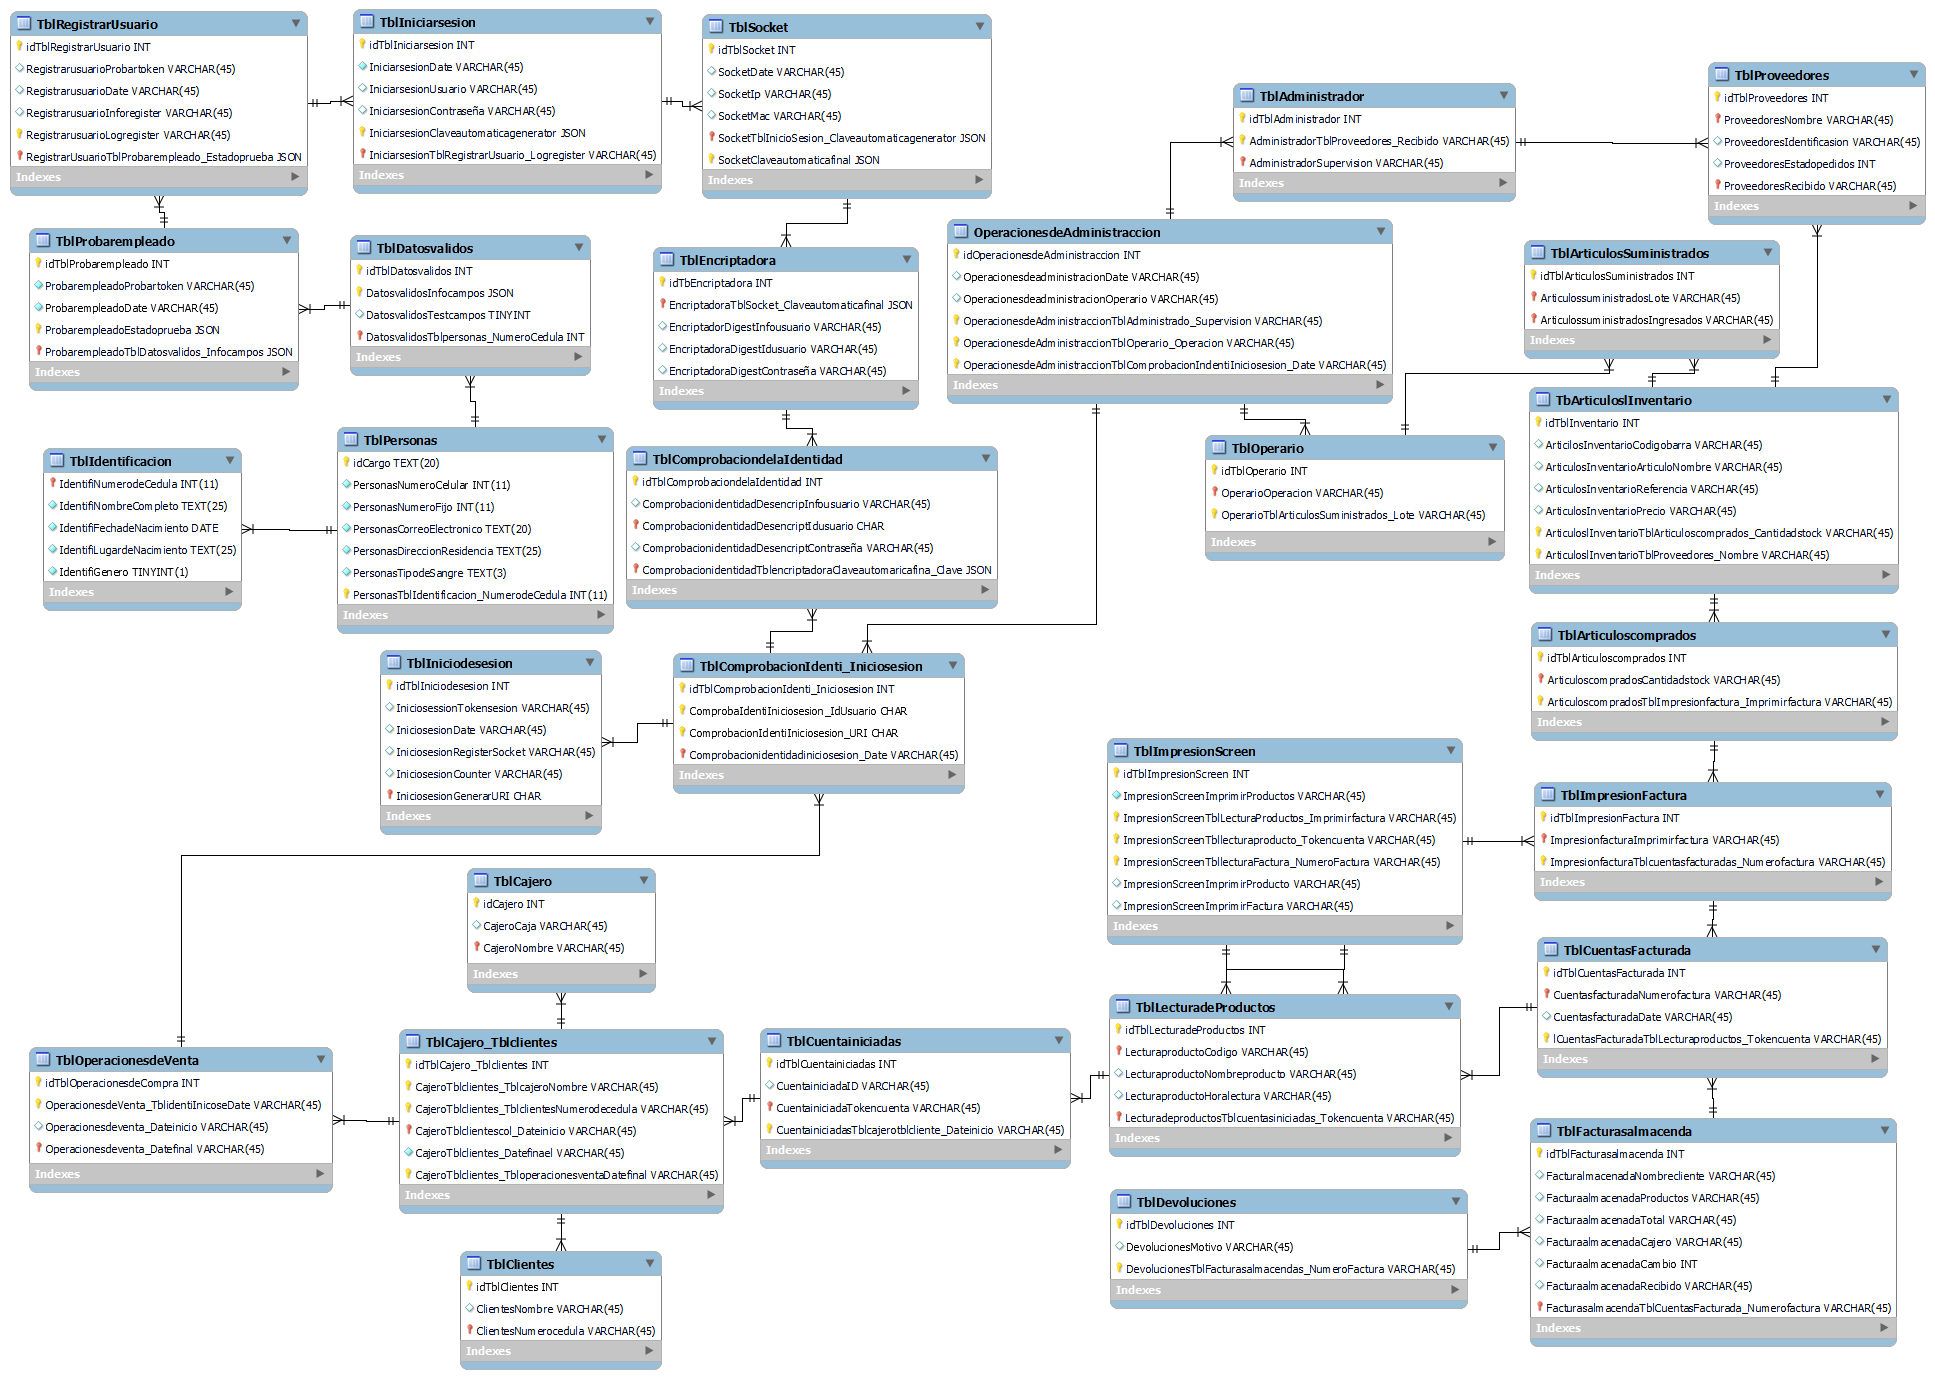 TblRegistrarUsuario
idTblRegistrarUsuario INT
RegistrarusuarioProbartoken VARCHAR(45)
RegistrarusuarioDate VARCHAR(45)
RegistrarusuarioInforegister VARCHAR(45)
RegistrarusuarioLogregister VARCHAR(45)
RegistrarUsuarioTblProbarempleado_Estadoprueba JSON
Indexes
TblIniciarsesion
idTblIniciarsesion INT
IniciarsesionDate VARCHAR(45)
IniciarsesionUsuario VARCHAR(45)
IniciarsesionContraseña VARCHAR(45)
IniciarsesionClaveautomaticagenerator JSON
IniciarsesionTblRegistrarUsuario_Logregister VARCHAR(45)
Indexes
TblSocket
idTblSocket INT
SocketDate VARCHAR(45)
SocketIp VARCHAR(45)
SocketMac VARCHAR(45)
SocketTblInicioSesion_Claveautomaticagenerator JSON
SocketClaveautomaticafinal JSON
Indexes
TblAdministrador
idTblAdministrador INT
AdministradorTblProveedores_Recibido VARCHAR(45)
AdministradorSupervision VARCHAR(45)
Indexes
TblProveedores
idTblProveedores INT
ProveedoresNombre VARCHAR(45)
ProveedoresIdentificasion VARCHAR(45)
ProveedoresEstadopedidos INT
ProveedoresRecibido VARCHAR(45)
Indexes
TblProbarempleado
idTblProbarempleado INT
ProbarempleadoProbartoken VARCHAR(45)
ProbarempleadoDate VARCHAR(45)
ProbarempleadoEstadoprueba JSON
ProbarempleadoTblDatosvalidos_Infocampos JSON
Indexes
TblDatosvalidos
idTblDatosvalidos INT
DatosvalidosInfocampos JSON
DatosvalidosTestcampos TINYINT
DatosvalidosTblpersonas_NumeroCedula INT
Indexes
TblEncriptadora
idTbEncriptadora INT
EncriptadoraTblSocket_Claveautomaticafinal JSON
EncriptadorDigestInfousuario VARCHAR(45)
EncriptadoraDigestIdusuario VARCHAR(45)
EncriptadoraDigestContraseña VARCHAR(45)
Indexes
OperacionesdeAdministraccion
idOperacionesdeAdministraccion INT
OperacionesdeadministracionDate VARCHAR(45)
OperacionesdeadministracionOperario VARCHAR(45)
OperacionesdeAdministraccionTblAdministrado_Supervision VARCHAR(45)
OperacionesdeAdministraccionTblOperario_Operacion VARCHAR(45)
OperacionesdeAdministraccionTblComprobacionIndentiIniciosesion_Date VARCHAR(45)
Indexes
TblArticulosSuministrados
idTblArticulosSuministrados INT
ArticulossuministradosLote VARCHAR(45)
ArticulossuministradosIngresados VARCHAR(45)
Indexes
TblIdentificacion
IdentifiNumerodeCedula INT(11)
IdentifiNombreCompleto TEXT(25)
IdentifiFechadeNacimiento DATE
IdentifiLugardeNacimiento TEXT(25)
IdentifiGenero TINYINT(1)
Indexes
TblPersonas
idCargo TEXT(20)
PersonasNumeroCelular INT(11)
PersonasNumeroFijo INT(11)
PersonasCorreoElectronico TEXT(20)
PersonasDireccionResidencia TEXT(25)
PersonasTipodeSangre TEXT(3)
PersonasTblIdentificacion_NumerodeCedula INT(11)
Indexes
TblComprobaciondelaIdentidad
idTblComprobaciondelaIdentidad INT
ComprobacionidentidadDesencripInfousuario VARCHAR(45)
ComprobacionidentidadDesencriptIdusuario CHAR
ComprobacionidentidadDesencriptContraseña VARCHAR(45)
ComprobacionidentidadTblencriptadoraClaveautomaricafina_Clave JSON
Indexes
TblOperario
idTblOperario INT
OperarioOperacion VARCHAR(45)
OperarioTblArticulosSuministrados_Lote VARCHAR(45)
Indexes
TbArticuloslInventario
idTblInventario INT
ArticilosInventarioCodigobarra VARCHAR(45)
ArticulosInventarioArticuloNombre VARCHAR(45)
ArticulosInventarioReferencia VARCHAR(45)
ArticulosInventarioPrecio VARCHAR(45)
ArticuloslInventarioTblArticuloscomprados_Cantidadstock VARCHAR(45)
ArticuloslInventarioTblProveedores_Nombre VARCHAR(45)
Indexes
TblIniciodesesion
idTblIniciodesesion INT
IniciosessionTokensesion VARCHAR(45)
IniciosesionDate VARCHAR(45)
IniciosesionRegisterSocket VARCHAR(45)
IniciosesionCounter VARCHAR(45)
IniciosesionGenerarURI CHAR
Indexes
TblComprobacionIdenti_Iniciosesion
idTblComprobacionIdenti_Iniciosesion INT
ComprobaIdentiIniciosesion_IdUsuario CHAR
ComprobacionIdentiIniciosesion_URI CHAR
Comprobacionidentidadiniciosesion_Date VARCHAR(45)
Indexes
TblArticuloscomprados
idTblArticuloscomprados INT
ArticuloscompradosCantidadstock VARCHAR(45)
ArticuloscompradosTblImpresionfactura_Imprimirfactura VARCHAR(45)
Indexes
TblImpresionScreen
idTblImpresionScreen INT
ImpresionScreenImprimirProductos VARCHAR(45)
ImpresionScreenTblLecturaProductos_Imprimirfactura VARCHAR(45)
ImpresionScreenTbllecturaproducto_Tokencuenta VARCHAR(45)
ImpresionScreenTbllecturaFactura_NumeroFactura VARCHAR(45)
ImpresionScreenImprimirProducto VARCHAR(45)
ImpresionScreenImprimirFactura VARCHAR(45)
Indexes
TblImpresionFactura
idTblImpresionFactura INT
ImpresionfacturaImprimirfactura VARCHAR(45)
ImpresionfacturaTblcuentasfacturadas_Numerofactura VARCHAR(45)
Indexes
TblCajero
idCajero INT
CajeroCaja VARCHAR(45)
CajeroNombre VARCHAR(45)
Indexes
TblCuentasFacturada
idTblCuentasFacturada INT
CuentasfacturadaNumerofactura VARCHAR(45)
CuentasfacturadaDate VARCHAR(45)
lCuentasFacturadaTblLecturaproductos_Tokencuenta VARCHAR(45)
Indexes
TblOperacionesdeVenta
idTblOperacionesdeCompra INT
OperacionesdeVenta_TblidentiInicoseDate VARCHAR(45)
Operacionesdeventa_Dateinicio VARCHAR(45)
Operacionesdeventa_Datefinal VARCHAR(45)
Indexes
TblCajero_Tblclientes
idTblCajero_Tblclientes INT
CajeroTblclientes_TblcajeroNombre VARCHAR(45)
CajeroTblclientes_TblclientesNumerodecedula VARCHAR(45)
CajeroTblclientescol_Dateinicio VARCHAR(45)
CajeroTblclientes_Datefinael VARCHAR(45)
CajeroTblclientes_TbloperacionesventaDatefinal VARCHAR(45)
Indexes
TblCuentainiciadas
idTblCuentainiciadas INT
CuentainiciadaID VARCHAR(45)
CuentainiciadaTokencuenta VARCHAR(45)
CuentainiciadasTblcajerotblcliente_Dateinicio VARCHAR(45)
Indexes
TblLecturadeProductos
idTblLecturadeProductos INT
LecturaproductoCodigo VARCHAR(45)
LecturaproductoNombreproducto VARCHAR(45)
LecturaproductoHoralectura VARCHAR(45)
LecturadeproductosTblcuentasiniciadas_Tokencuenta VARCHAR(45)
Indexes
TblFacturasalmacenda
idTblFacturasalmacenda INT
FacturalmacenadaNombrecliente VARCHAR(45)
FacturaalmacenadaProductos VARCHAR(45)
FacturaalmacenadaTotal VARCHAR(45)
FacturaalmacenadaCajero VARCHAR(45)
FacturaalmacenadaCambio INT
FacturaalmacenadaRecibido VARCHAR(45)
FacturasalmacendaTblCuentasFacturada_Numerofactura VARCHAR(45)
Indexes
TblDevoluciones
idTblDevoluciones INT
DevolucionesMotivo VARCHAR(45)
DevolucionesTblFacturasalmacendas_NumeroFactura VARCHAR(45)
Indexes
TblClientes
idTblClientes INT
ClientesNombre VARCHAR(45)
ClientesNumerocedula VARCHAR(45)
Indexes